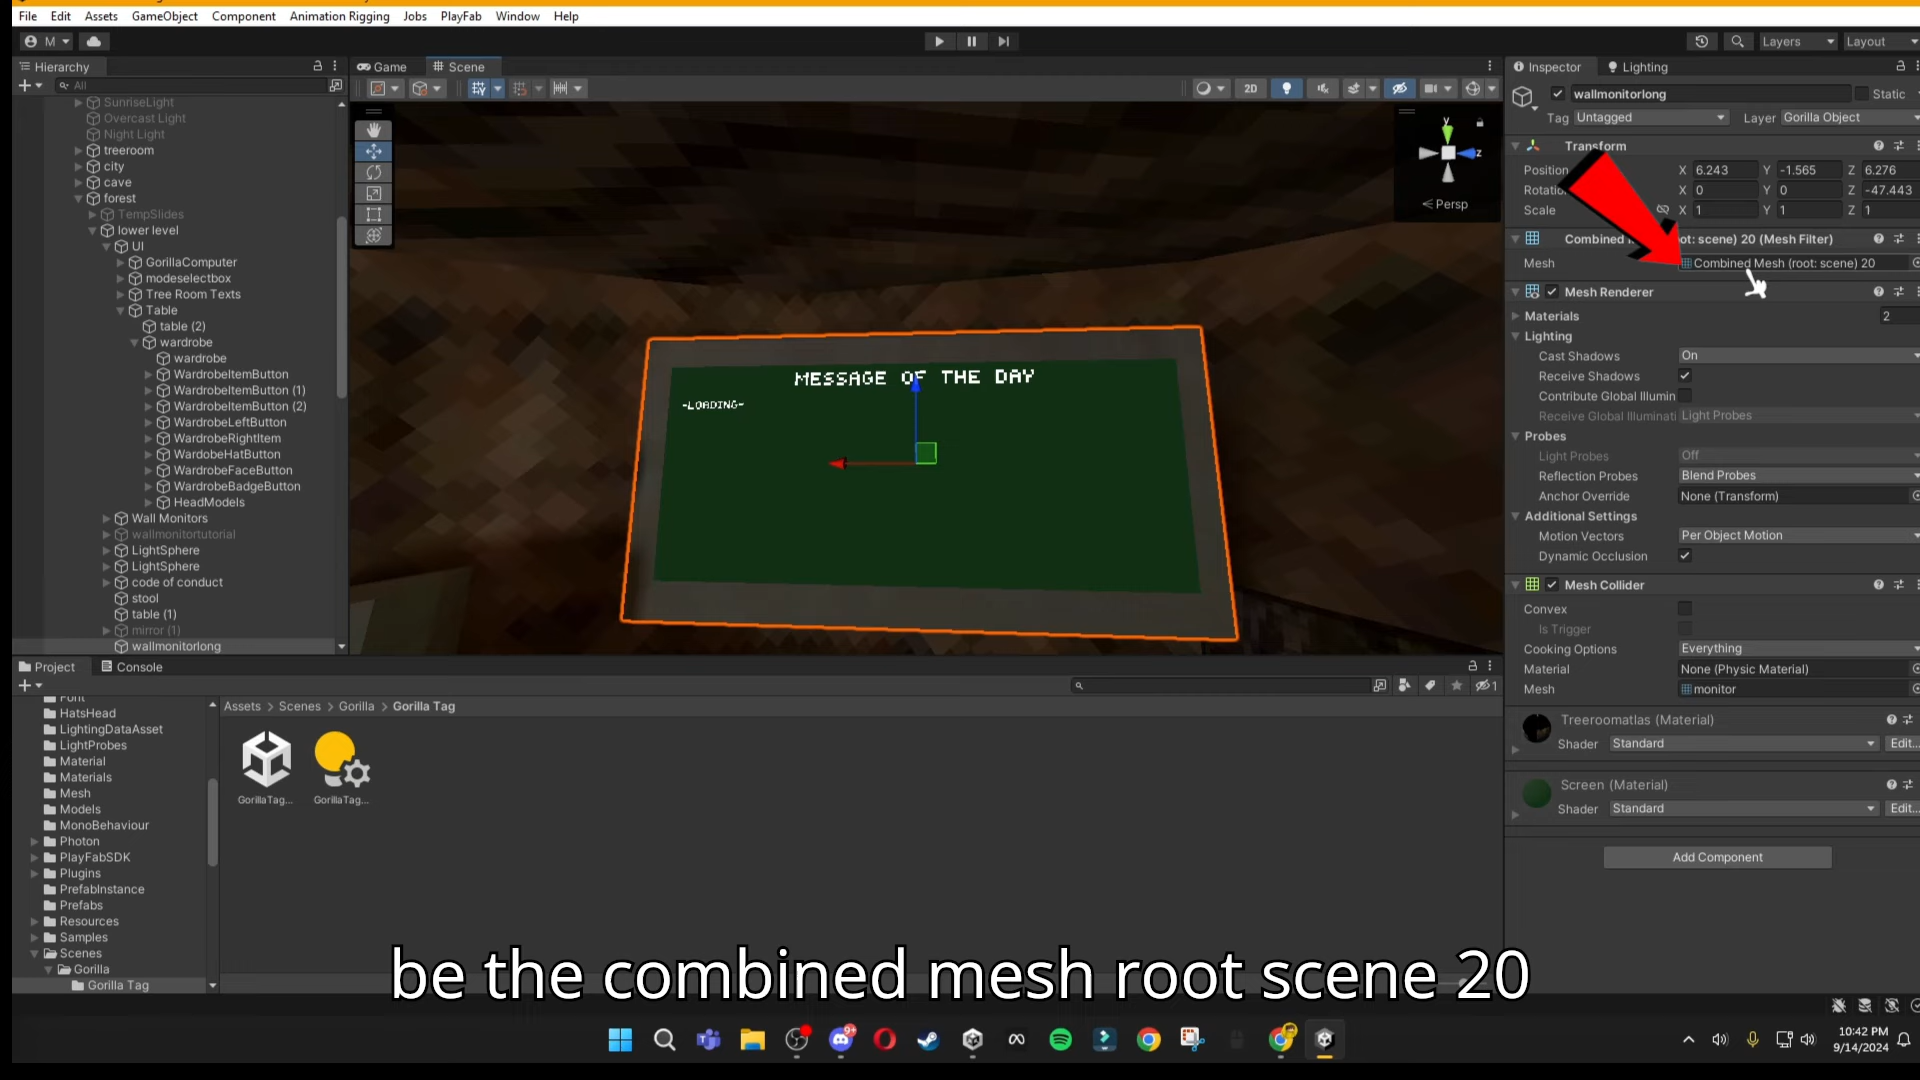 File Edit Assets GameObject Component Animation Rigging Jobs PlayFab Window Help
M
Layers Layout
Hierarchy
All
SunriseLight
Overcast Light
Night Light
treeroom
city
cave
forest
TempSlides
lower level
UI
GorillaComputer
modeselectbox
Tree Room Texts
Table
table (2)
wardrobe
wardrobe
WardrobeItemButton
WardrobeItemButton (1)
WardrobeItemButton (2)
WardrobeLeftButton
WardrobeRightItem
WardobeHatButton
WardrobeFaceButton
WardrobeBadgeButton
HeadModels
Wall Monitors
wallmonitortutorial
LightSphere
LightSphere
code of conduct
stool
table (1)
mirror (1)
wallmonitorlong
Game Scene
2D
y
z
Persp
MESSAGE OF THE DAY
-LOADING-
Inspector Lighting
wallmonitorlong Static
Tag Untagged Layer Gorilla Object
Transform
Position X 6.243 Y -1.565 Z 6.276
Rotatio X 0 Y 0 Z -47.443
Scale X 1 Y 1 Z 1
Combined oot: scene) 20 (Mesh Filter)
Mesh Combined Mesh (root: scene) 20
Mesh Renderer
Materials 2
Lighting
Cast Shadows On
Receive Shadows
Contribute Global Illumin
Receive Global Illuminati Light Probes
Probes
Light Probes Off
Reflection Probes Blend Probes
Anchor Override None (Transform)
Additional Settings
Motion Vectors Per Object Motion
Dynamic Occlusion
Mesh Collider
Convex
Is Trigger
Cooking Options Everything
Material None (Physic Material)
Mesh monitor
Treeroomatlas (Material)
Shader Standard Edit...
Screen (Material)
Shader Standard Edit...
Add Component
Project Console
1
Font
HatsHead
LightingDataAsset
LightProbes
Material
Materials
Mesh
Models
MonoBehaviour
Photon
PlayFabSDK
Plugins
PrefabInstance
Prefabs
Resources
Samples
Scenes
Gorilla
Gorilla Tag
Assets > Scenes > Gorilla > Gorilla Tag
GorillaTag... GorillaTag...
be the combined mesh root scene 20
9+
10:42 PM
9/14/2024